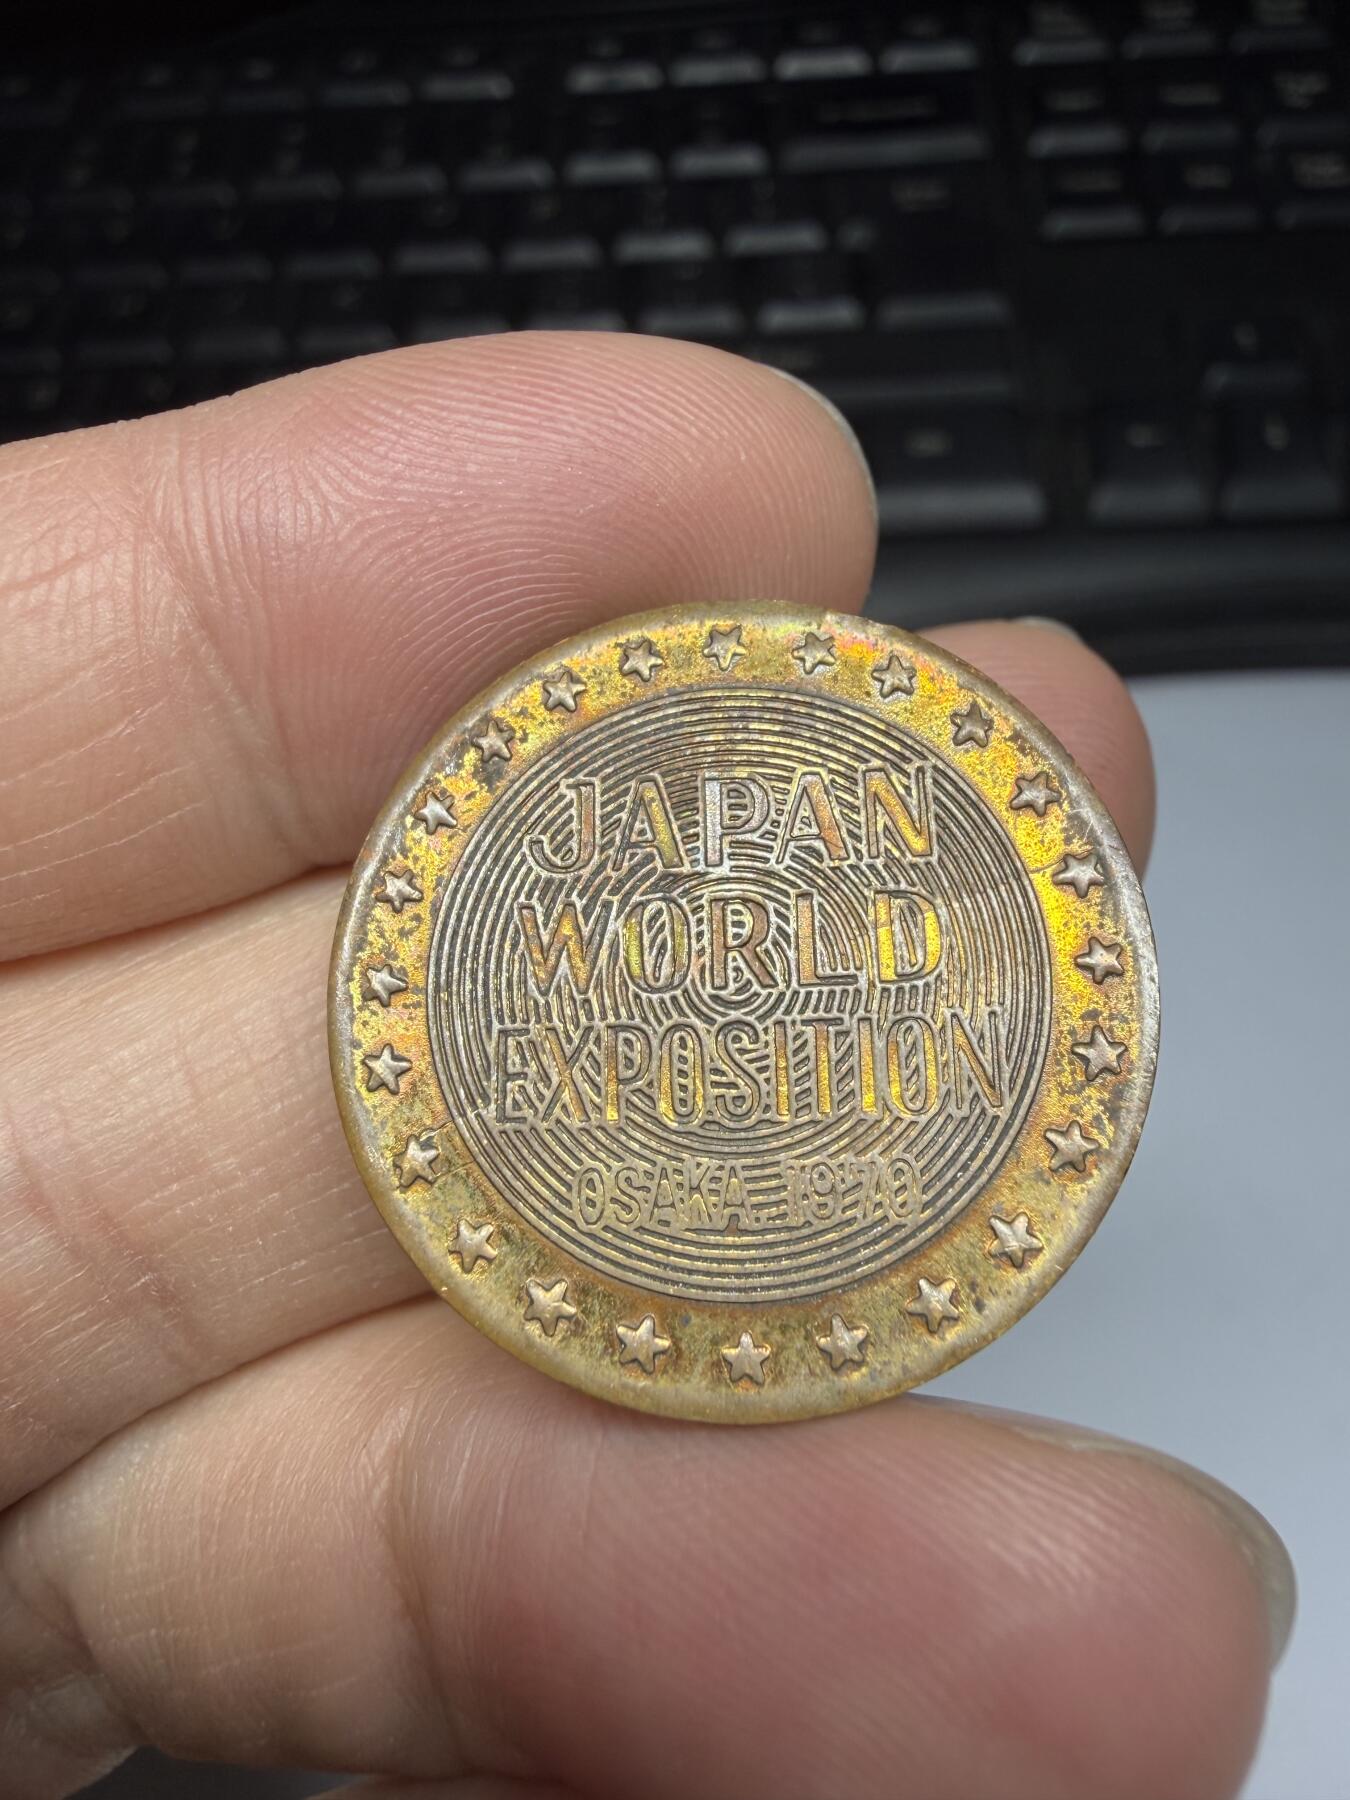 JAPAN
WORLD
EXPOSITION
OSAKA 1970